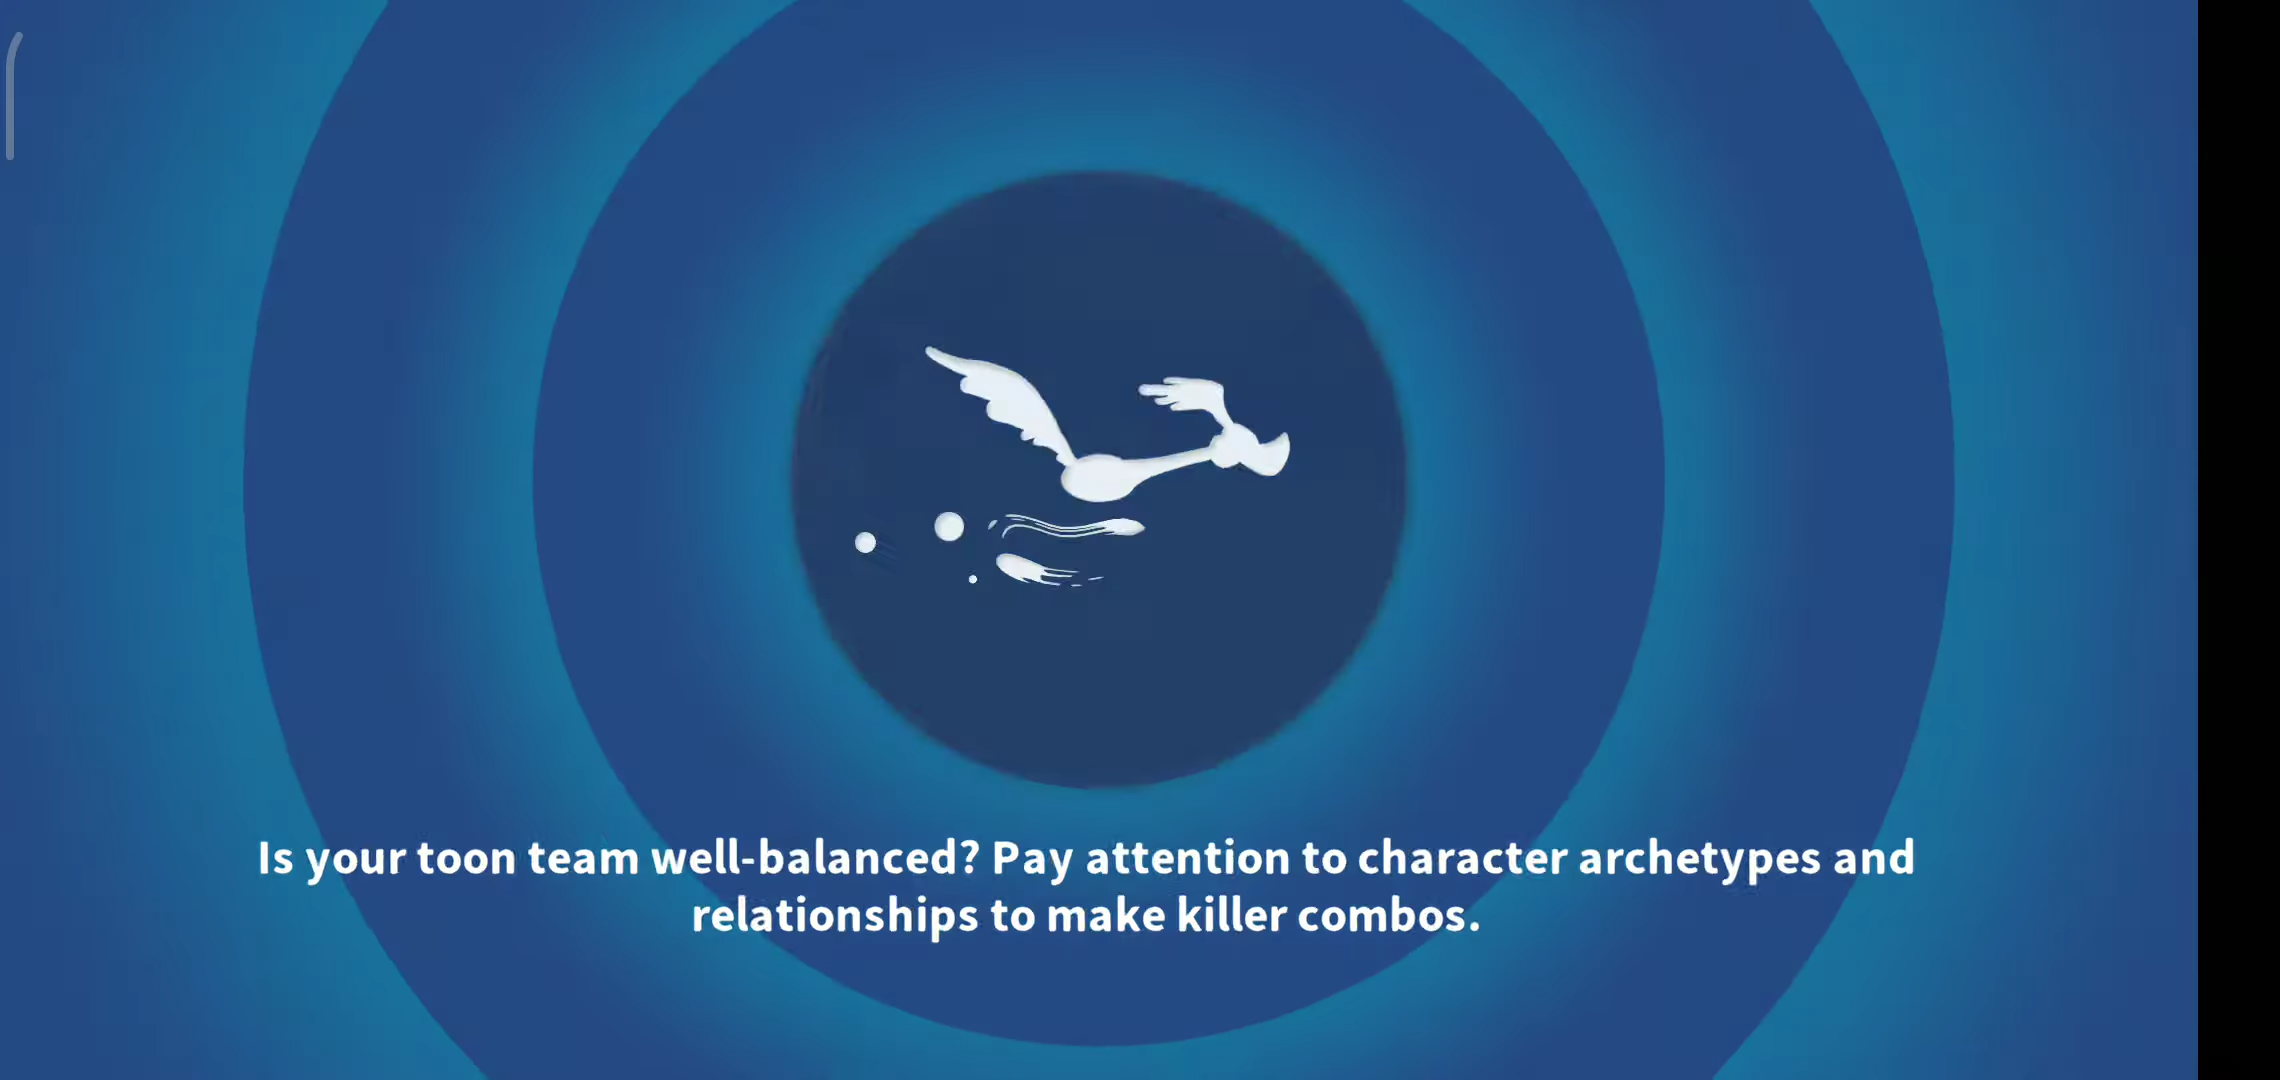 Is your toon team well-balanced? Pay attention to character archetypes and
relationships to make killer combos.